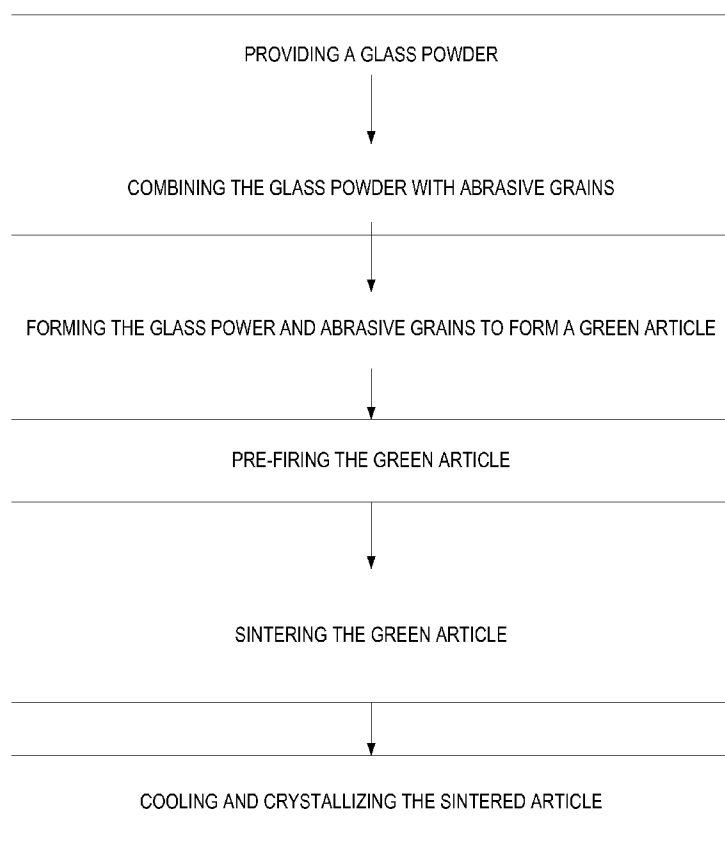 PROVIDING A GLASS POWDER
COMBINING THE GLASS POWDER WITH ABRASIVE GRAINS
FORMING THE GLASS POWER AND ABRASIVE GRAINS TO FORM A GREEN ARTICLE
PRE-FIRING THE GREEN ARTICLE
SINTERING THE GREEN ARTICLE
COOLING AND CRYSTALLIZING THE SINTERED ARTICLE